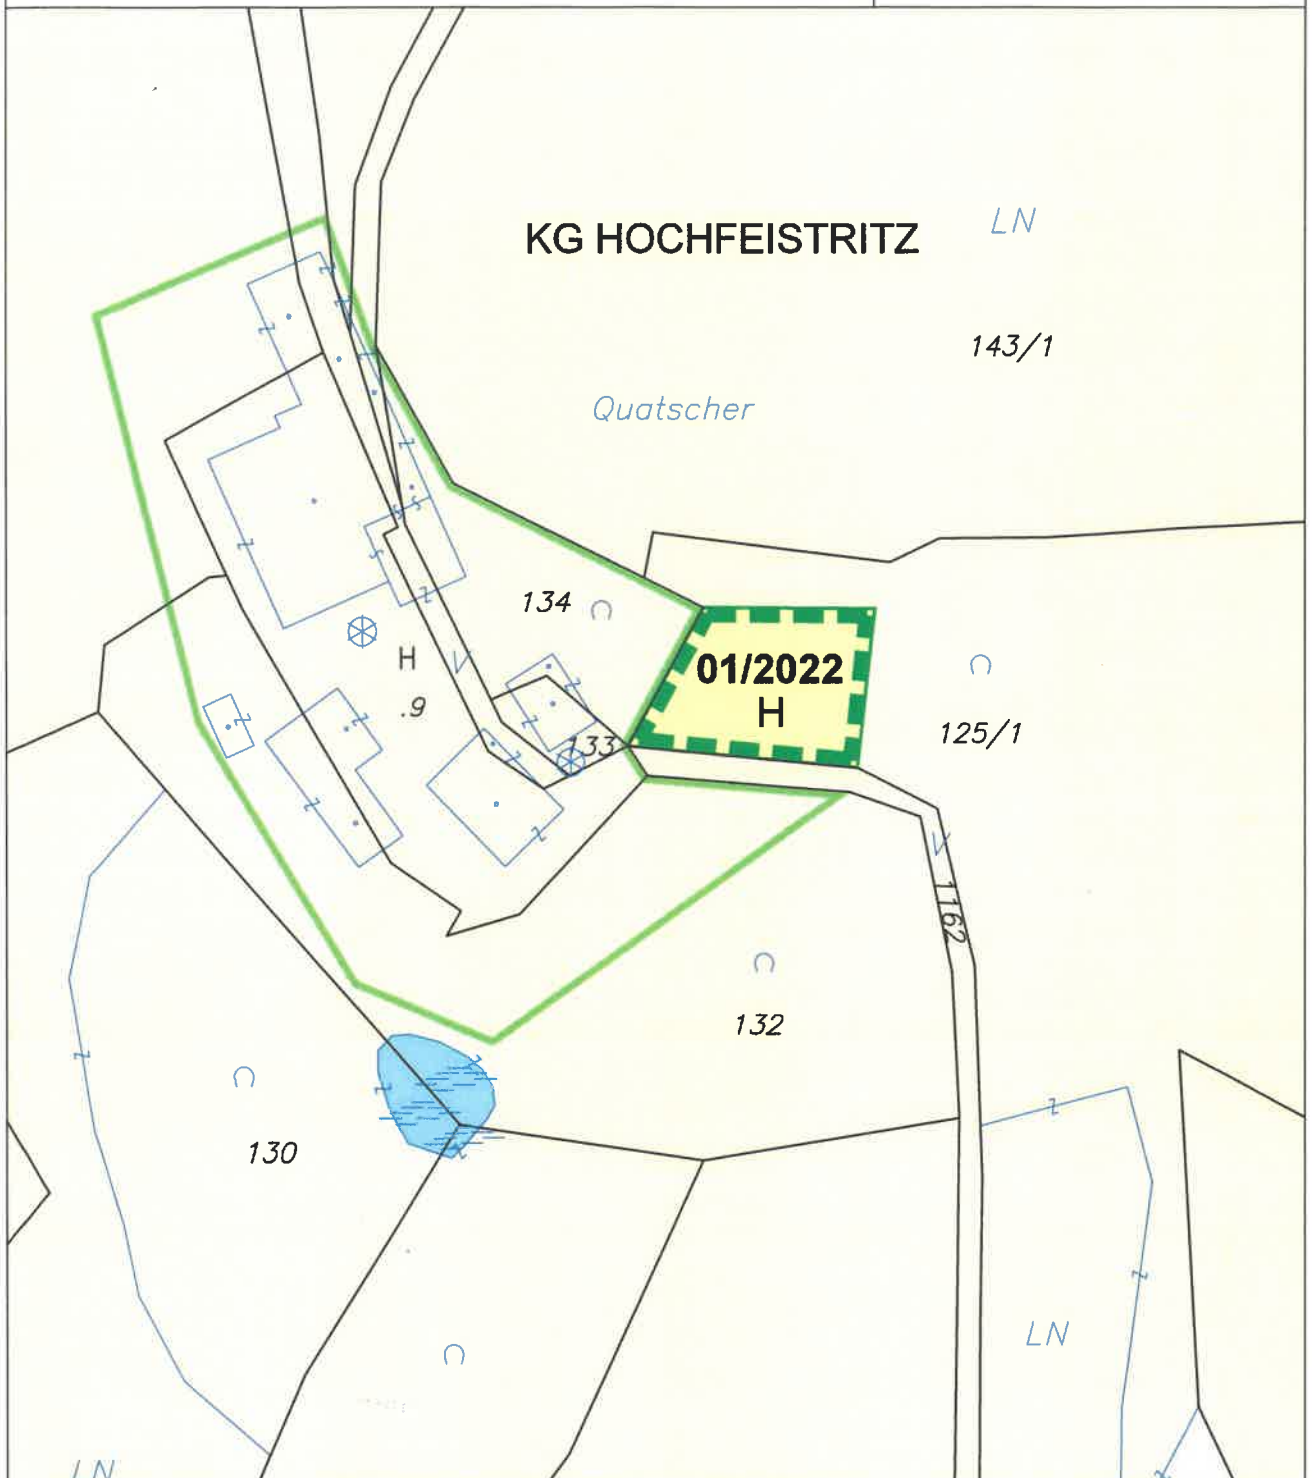 KG HOCHFEISTRITZ
LN
143/1
Quatscher
134
01/2022
H
H
.9
133
125/1
1162
132
130
LN
LN